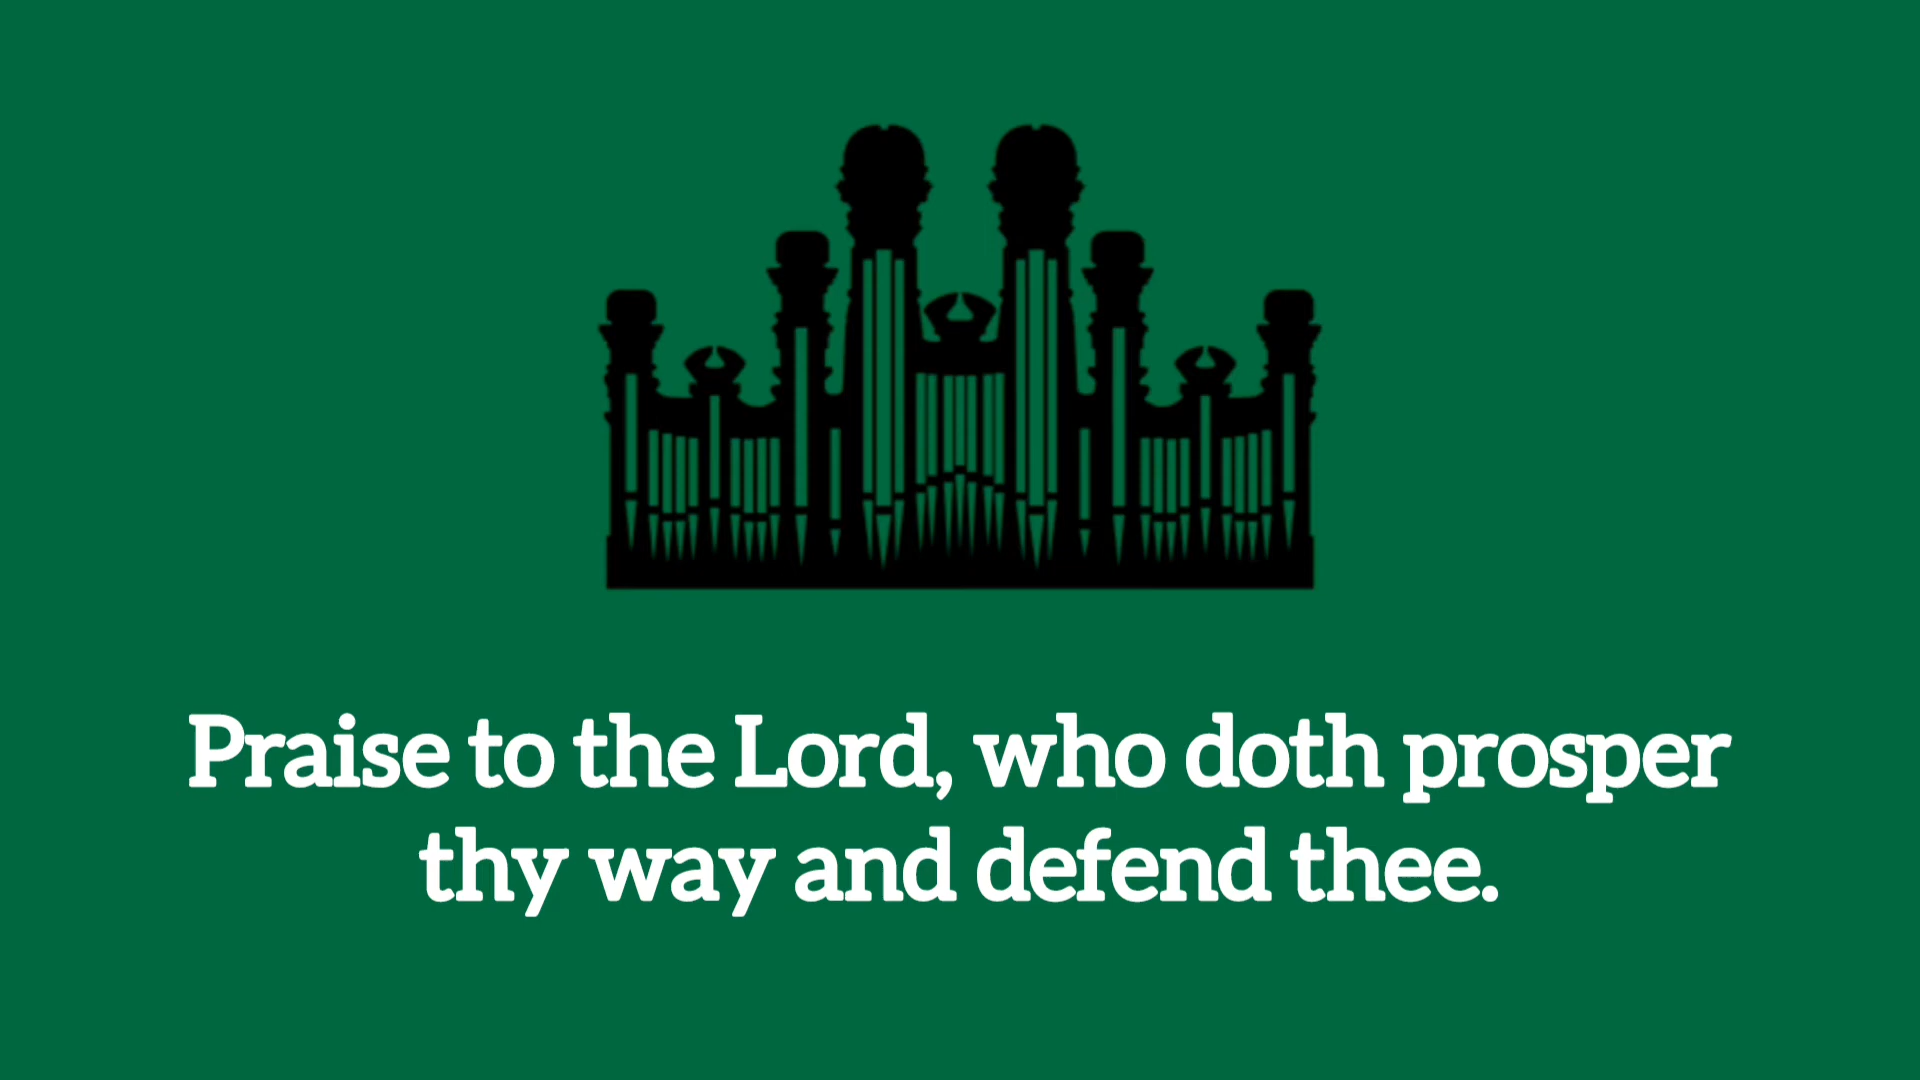 Praise to the Lord, who doth prosper
thy way and defend thee.